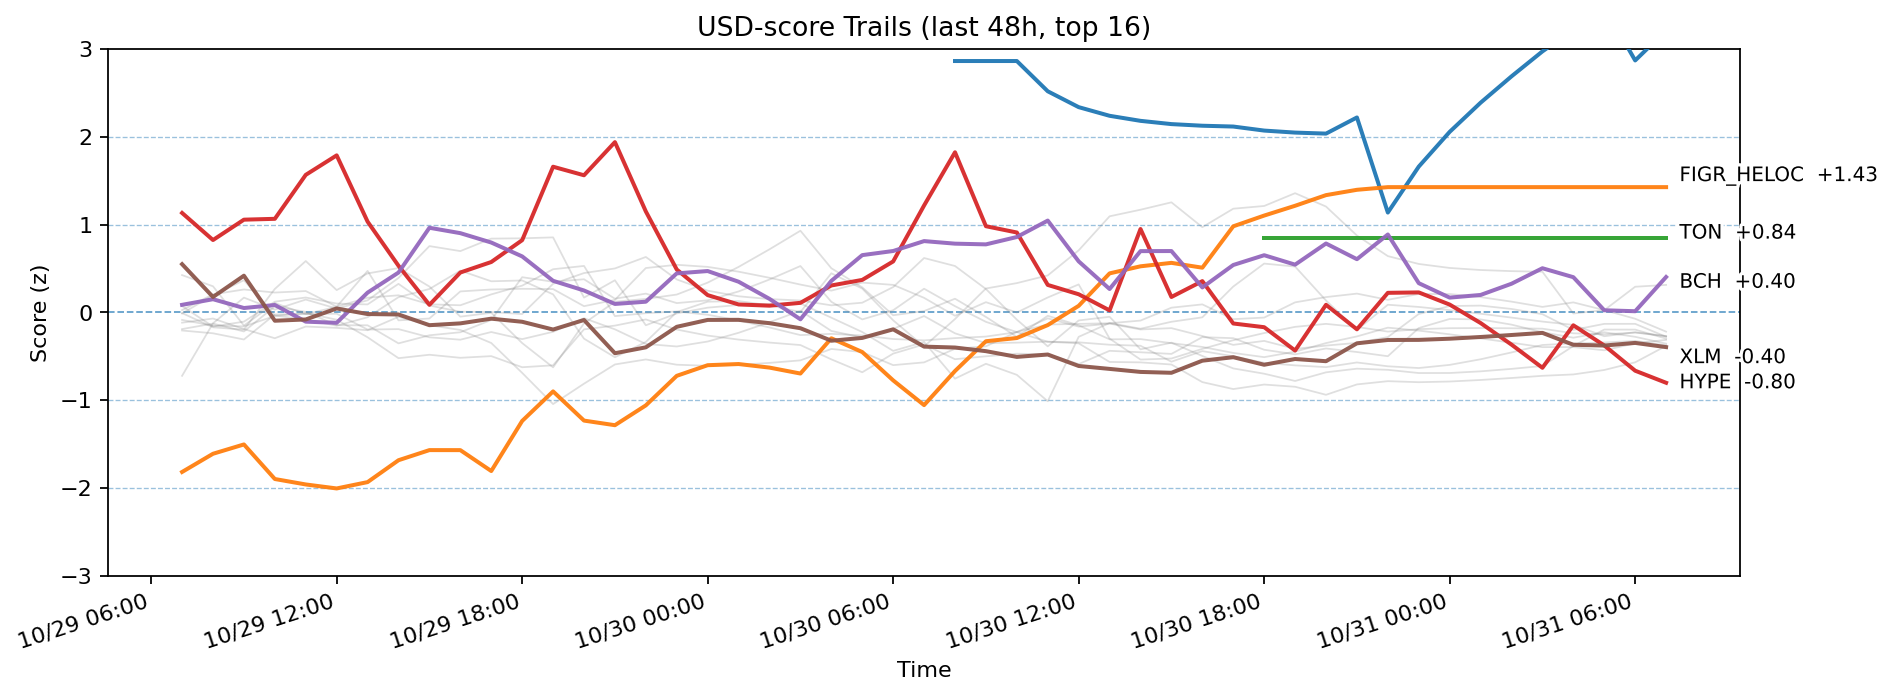 USD-score Trails (last 48h, top 16)
3
2
1
0
−1
−2
−3
Score (z)
FIGR_HELOC +1.43
TON +0.84
BCH +0.40
XLM -0.40
HYPE -0.80
10/29 06:00
10/29 12:00
10/29 18:00
10/30 00:00
10/30 06:00
10/30 12:00
10/30 18:00
10/31 00:00
10/31 06:00
Time